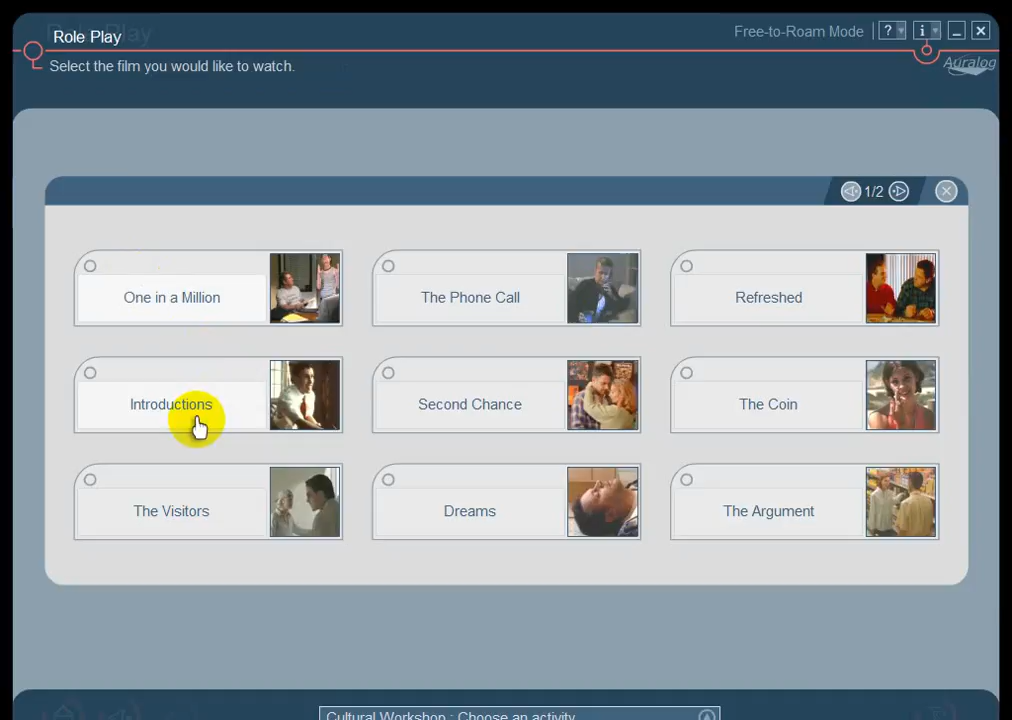 Role Play
Free-to-Roam Mode
?
i
Select the film you would like to watch.
Auralog
1/2
One in a Million
The Phone Call
Refreshed
Introductions
Second Chance
The Coin
The Visitors
Dreams
The Argument
Cultural Workshop : Choose an activity